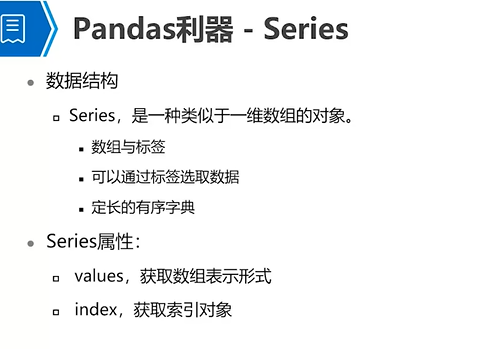 Pandas利器 - Series
数据结构
Series，是一种类似于一维数组的对象。
数组与标签
可以通过标签选取数据
定长的有序字典
Series属性：
values，获取数组表示形式
index，获取索引对象